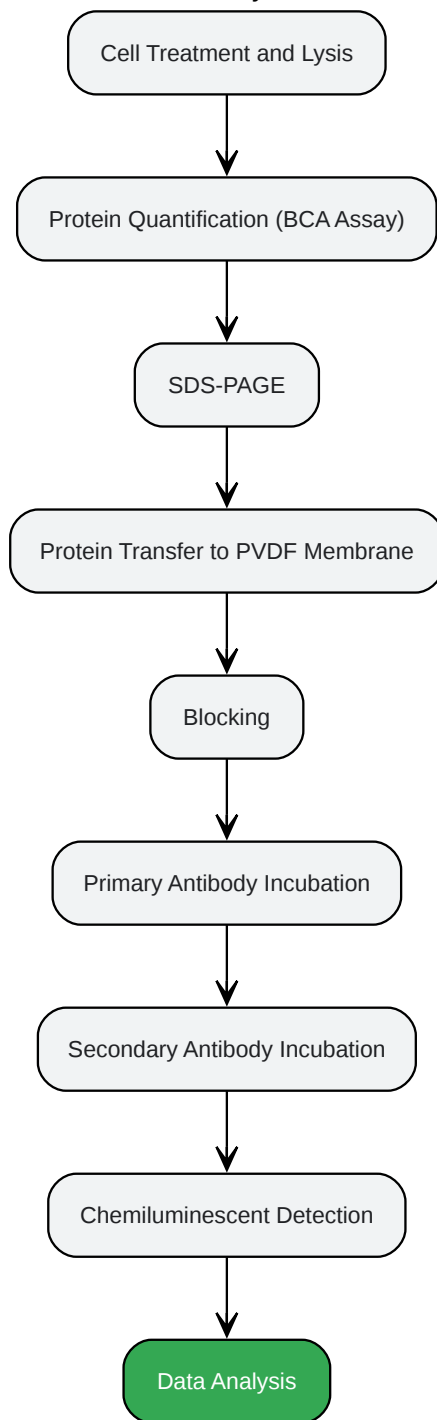 Cell Treatment and Lysis
Protein Quantification (BCA Assay)
SDS-PAGE
Protein Transfer to PVDF Membrane
Blocking
Primary Antibody Incubation
Secondary Antibody Incubation
Chemiluminescent Detection
Data Analysis